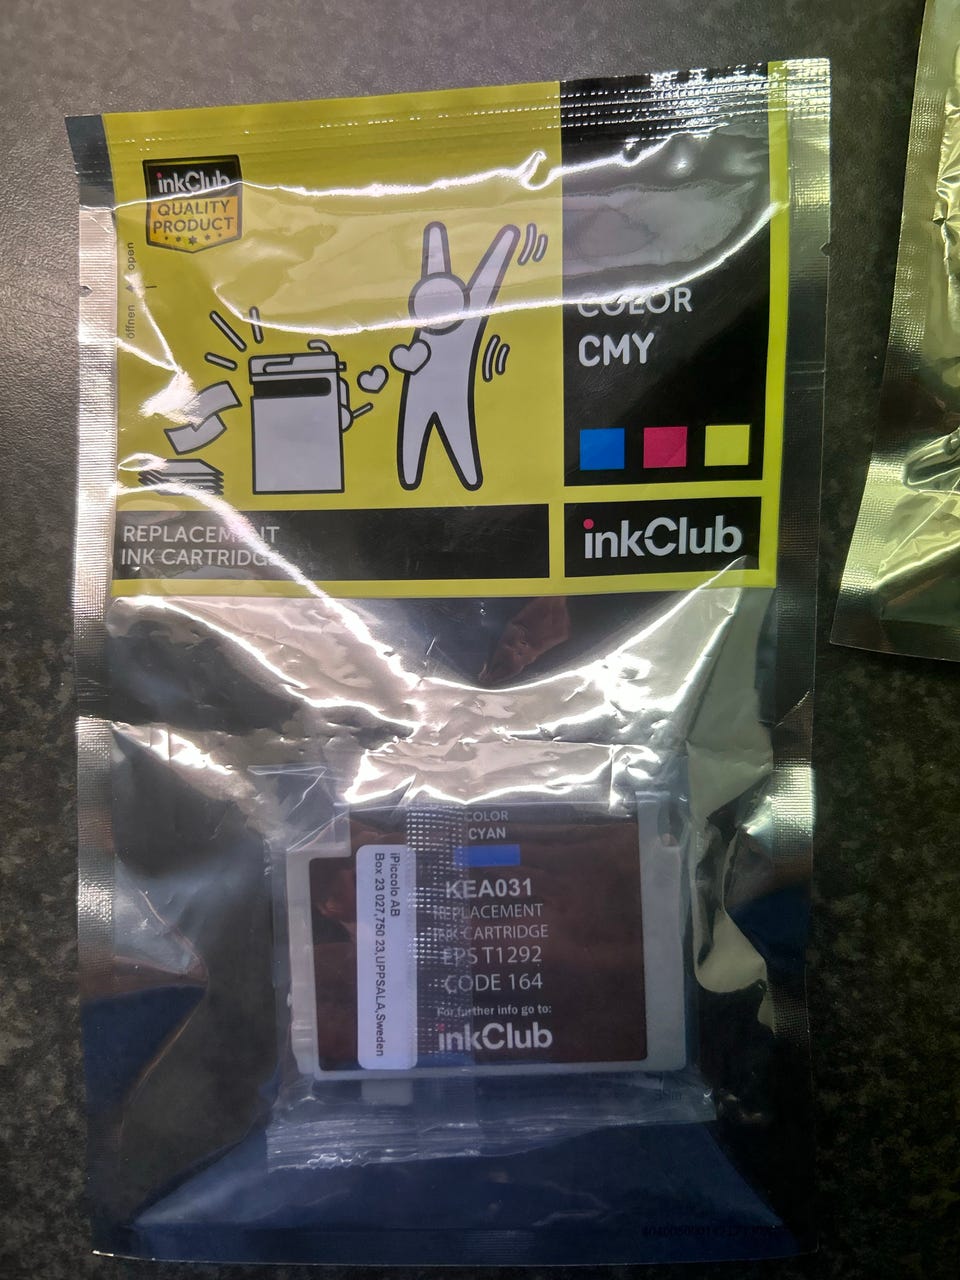 inkClub
QUALITY
PRODUCT
öffnen open
COLOR
CMY
REPLACEMENT
INK CARTRIDGE
inkClub
COLOR
CYAN
KEA031
REPLACEMENT
INK CARTRIDGE
EPS T1292
CODE 164
For further info go to:
inkClub
iPiccolo AB
Box 23 027,750 23,UPPSALA,Sweden